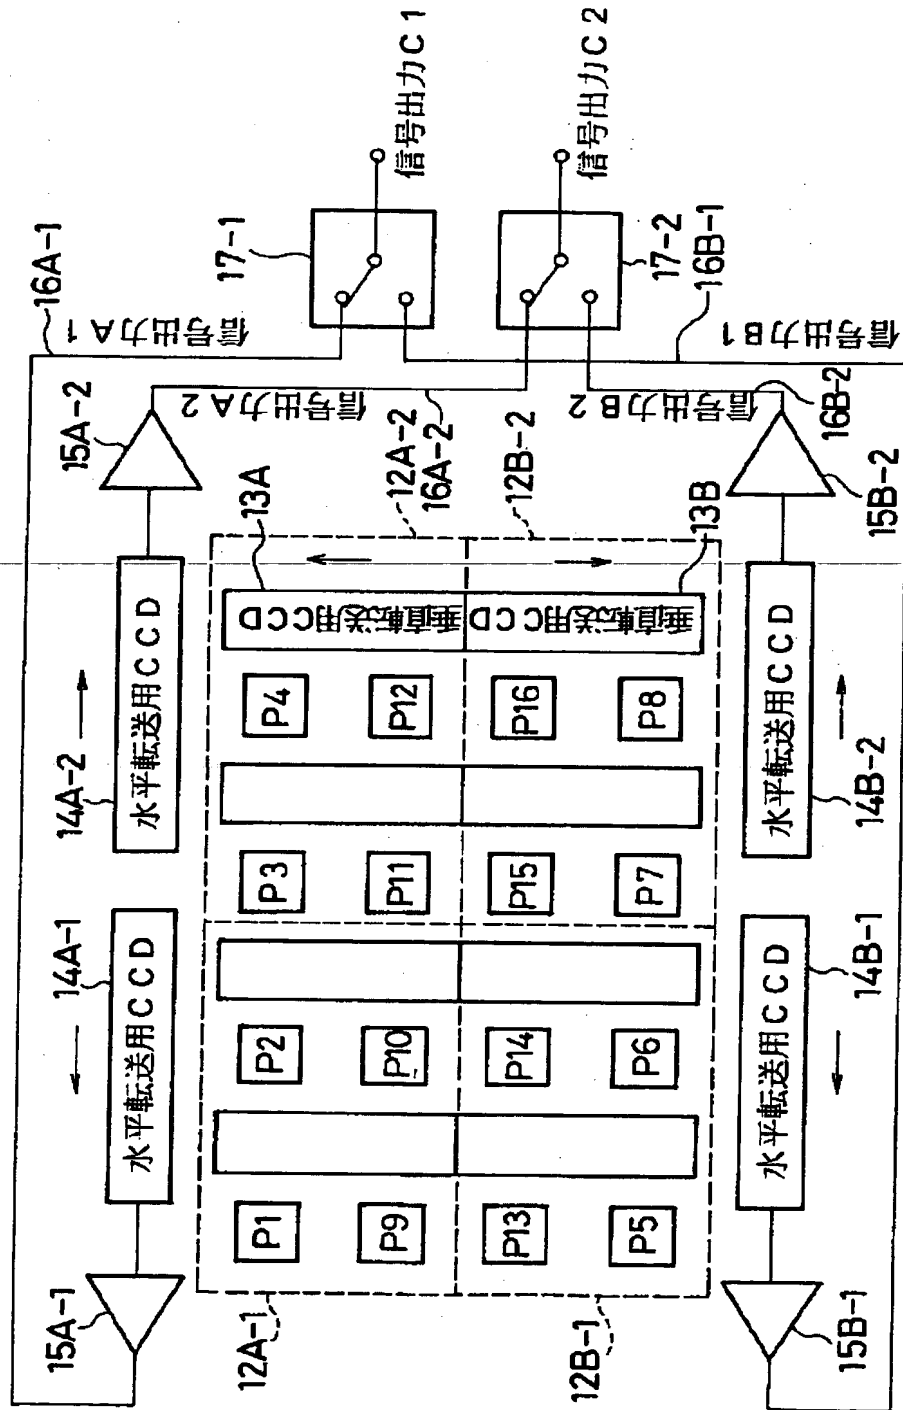 16A-1
信号出力A1
17-1
信号出力C1
15A-2
信号出力A2
16A-2
17-2
信号出力C2
14A-1
水平転送用CCD
14A-2
水平転送用CCD
15A-1
12A-2
13A
12A-1
P1
P2
P3
P4
垂直転送用CCD
P9
P10
P11
P12
12B-2
13B
12B-1
P13
P14
P15
P16
垂直転送用CCD
P5
P6
P7
P8
信号出力B2
16B-2
信号出力B1
16B-1
水平転送用CCD
14B-1
水平転送用CCD
14B-2
15B-1
15B-2